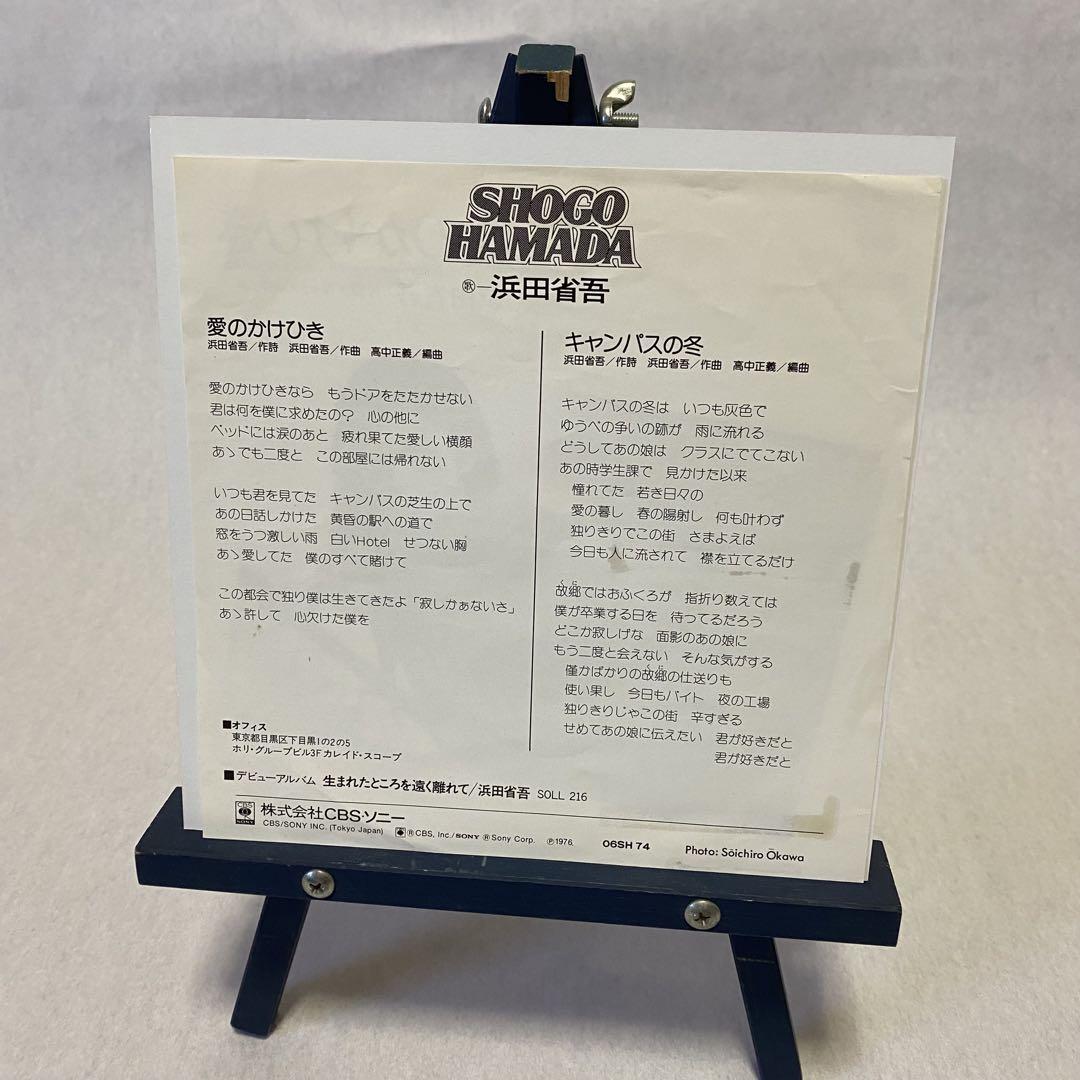 SHOGO
HAMADA
歌—浜田省吾
愛のかけひき
浜田省吾／作詩 浜田省吾／作曲 高中正義／編曲
愛のかけひきなら もうドアをたたかせない
君は何を僕に求めたの? 心の他に
ベッドには涙のあと 疲れ果てた愛しい横顔
あゝでも二度と この部屋には帰れない
いつも君を見てた キャンパスの芝生の上で
あの日話しかけた 黄昏の駅への道で
窓をうつ激しい雨 白いHotel せつない胸
あゝ愛してた 僕のすべて賭けて
この都会で独り僕は生きてきたよ「寂しかぁないさ」
あゝ許して 心欠けた僕を
■オフィス
東京都目黒区下目黒1の2の5
ホリ・グループビル3F カレイド・スコープ
キャンパスの冬
浜田省吾／作詩 浜田省吾／作曲 高中正義／編曲
キャンパスの冬は いつも灰色で
ゆうべの争いの跡が 雨に流れる
どうしてあの娘は クラスにでてこない
あの時学生課で 見かけた以来
憧れてた 若き日々の
愛の暮し 春の陽射し 何も叶わず
独りきりでこの街 さまよえば
今日も人に流されて 襟を立てるだけ
くに
故郷ではおふくろが 指折り数えては
僕が卒業する日を 待ってるだろう
どこか寂しげな 面影のあの娘に
もう二度と会えない そんな気がする
くに
僅かばかりの故郷の仕送りも
使い果し 今日もバイト 夜の工場
独りきりじゃこの街 辛すぎる
せめてあの娘に伝えたい 君が好きだと
君が好きだと
■デビューアルバム 生まれたところを遠く離れて/浜田省吾 SOLL 216
CBS SONY 株式会社CBS・ソニー
CBS/SONY INC. (Tokyo Japan) ⓇCBS, Inc./SONY ⓇSony Corp. Ⓟ1976. 06SH 74 Photo: Sōichiro Ōkawa